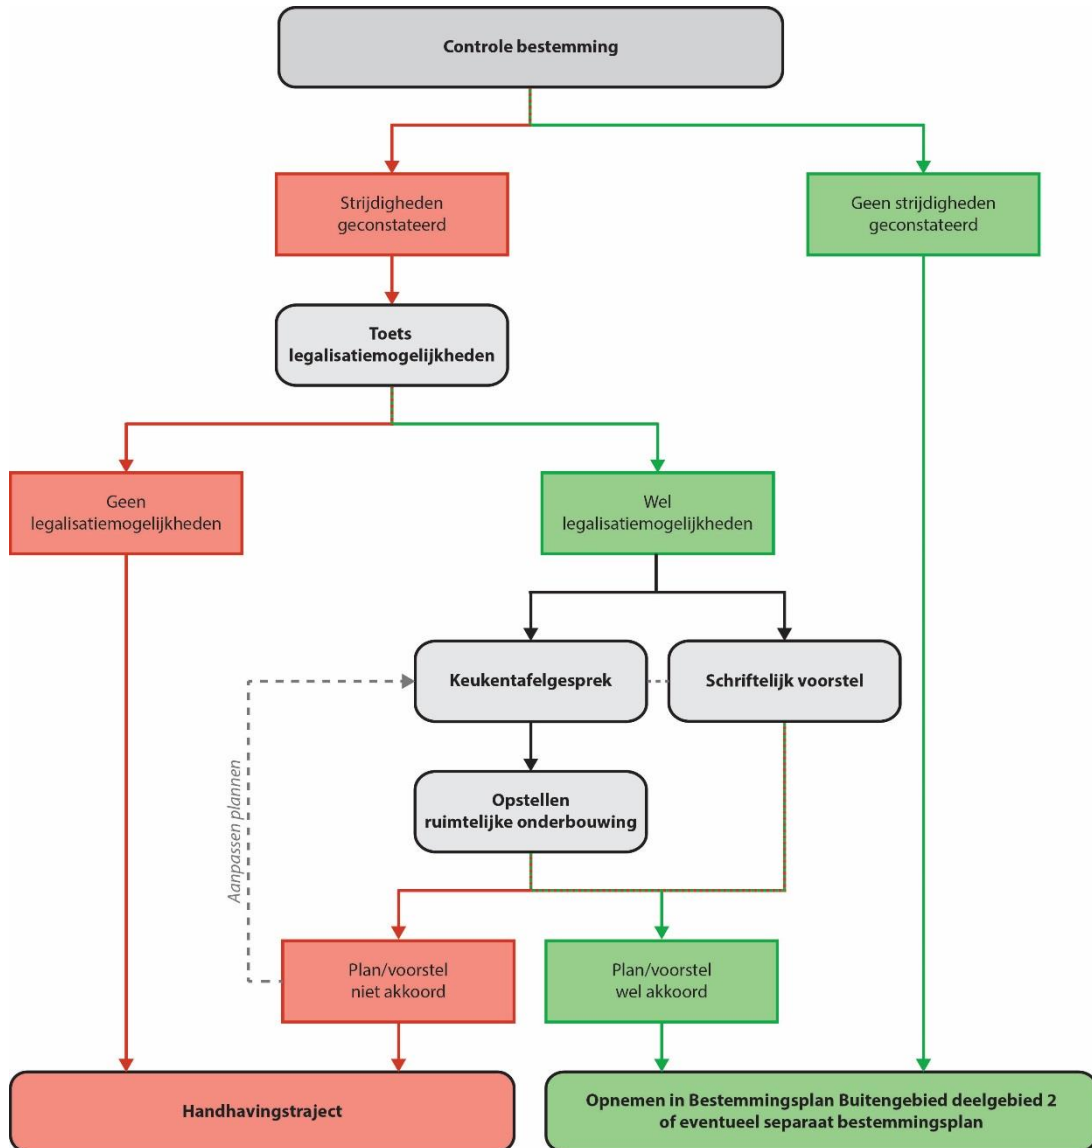 Controle bestemming
Strijdigheden
geconstateerd
Geen strijdigheden
geconstateerd
Toets
legalisatiemogelijkheden
Geen
legalisatiemogelijkheden
Wel
legalisatiemogelijkheden
Keukentafelgesprek
Schriftelijk voorstel
Aanpassen plannen
Opstellen
ruimtelijke onderbouwing
Plan/voorstel
niet akkoord
Plan/voorstel
wel akkoord
Handhavingstraject
Opnemen in Bestemmingsplan Buitengebied deelgebied 2
of eventueel separaat bestemmingsplan